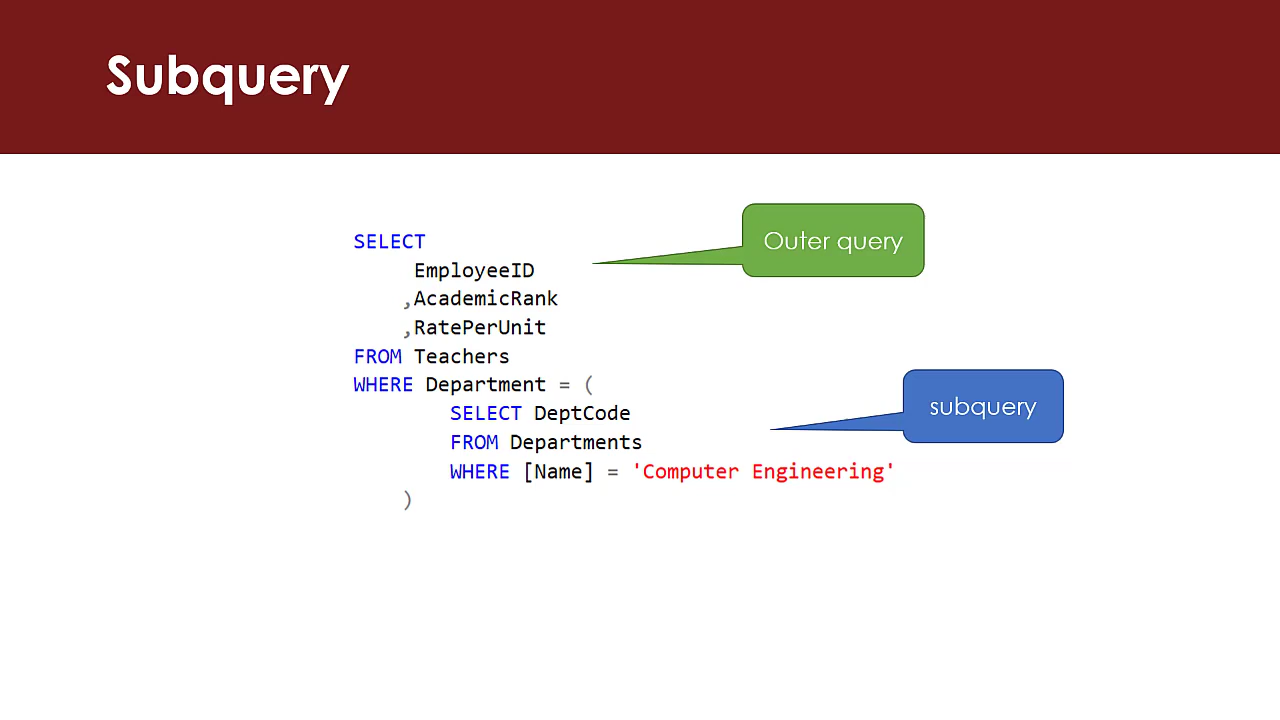 Subquery
Outer query
SELECT
EmployeeID
,AcademicRank
,RatePerUnit
FROM Teachers
WHERE Department = (
subquery
SELECT DeptCode
FROM Departments
WHERE [Name] = 'Computer Engineering'
)